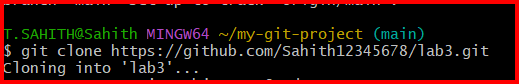 T.SAHITH@Sahith MINGW64 ~/my-git-project (main)
$ git clone https://github.com/Sahith12345678/lab3.git
Cloning into 'lab3'...